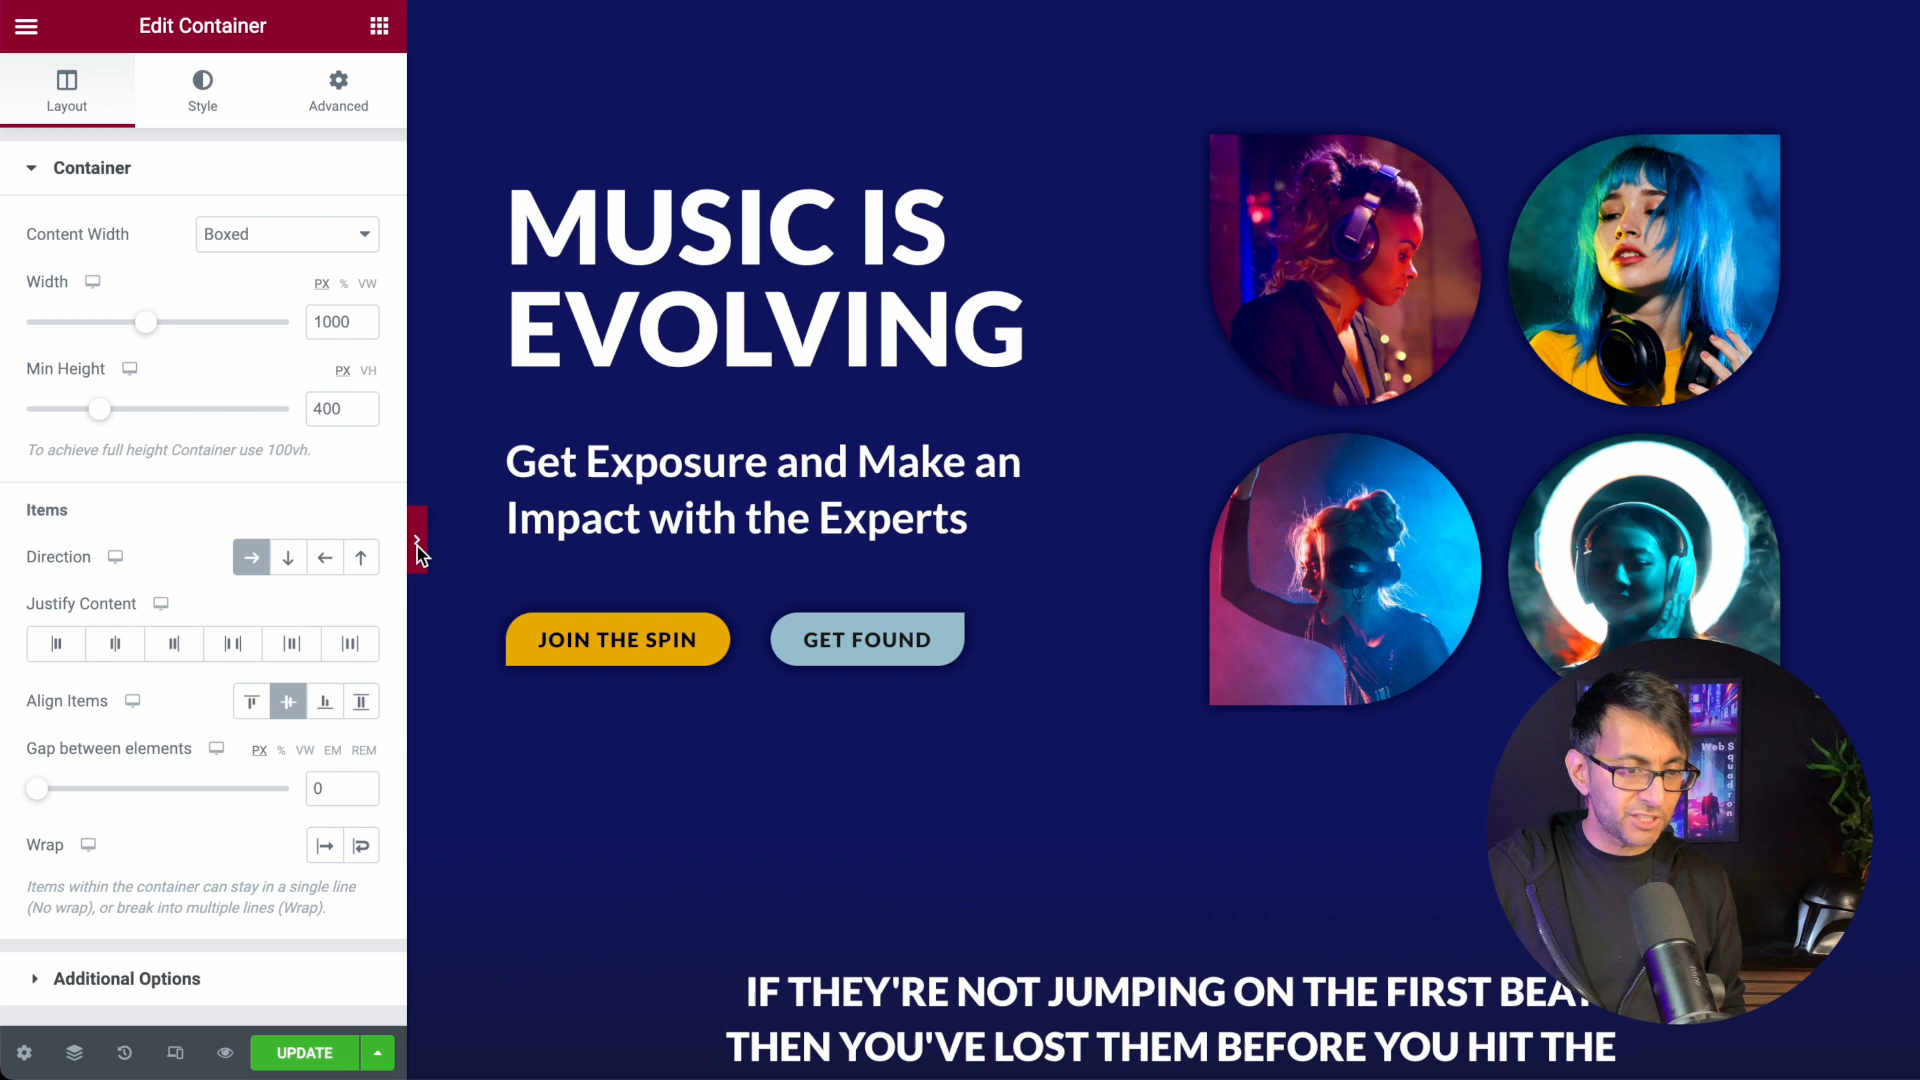 Edit Container
Layout
Style
Advanced
Container
Content Width
Boxed
Width
PX % VW
1000
Min Height
PX VH
400
To achieve full height Container use 100vh.
Items
Direction
Justify Content
Align Items
Gap between elements
PX % VW EM REM
0
Wrap
Items within the container can stay in a single line
(No wrap), or break into multiple lines (Wrap).
Additional Options
UPDATE
MUSIC IS
EVOLVING
Get Exposure and Make an
Impact with the Experts
JOIN THE SPIN
GET FOUND
IF THEY'RE NOT JUMPING ON THE FIRST BEA
THEN YOU'VE LOST THEM BEFORE YOU HIT THE
Web Squadron